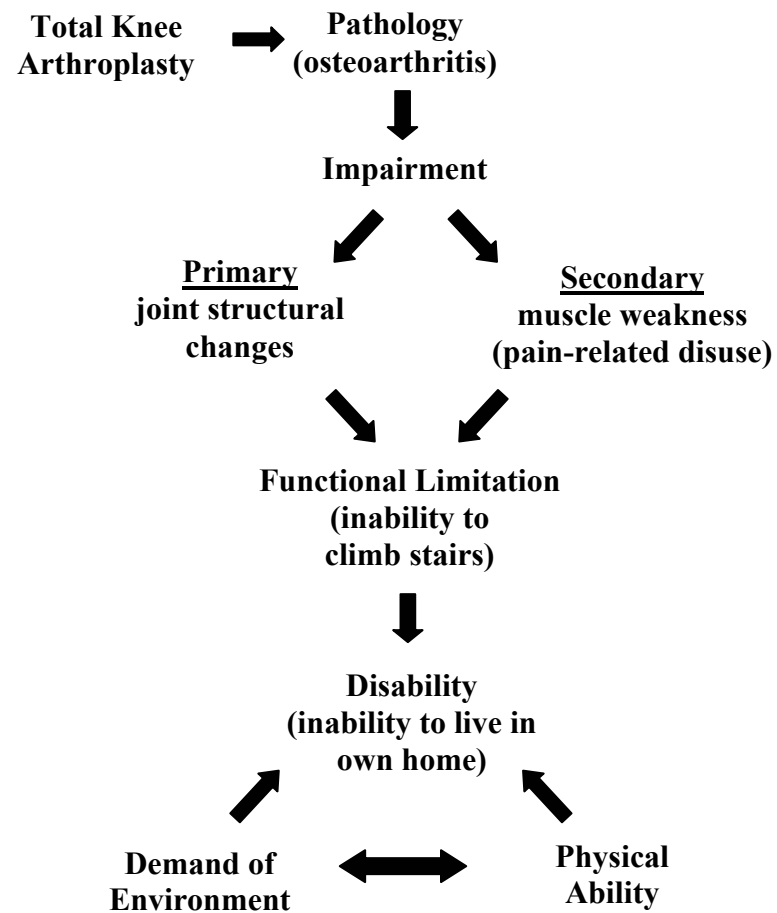 Total Knee
Arthroplasty
Pathology
(osteoarthritis)
Impairment
Primary
joint structural
changes
Secondary
muscle weakness
(pain-related disuse)
Functional Limitation
(inability to
climb stairs)
Disability
(inability to live in
own home)
Demand of
Environment
Physical
Ability